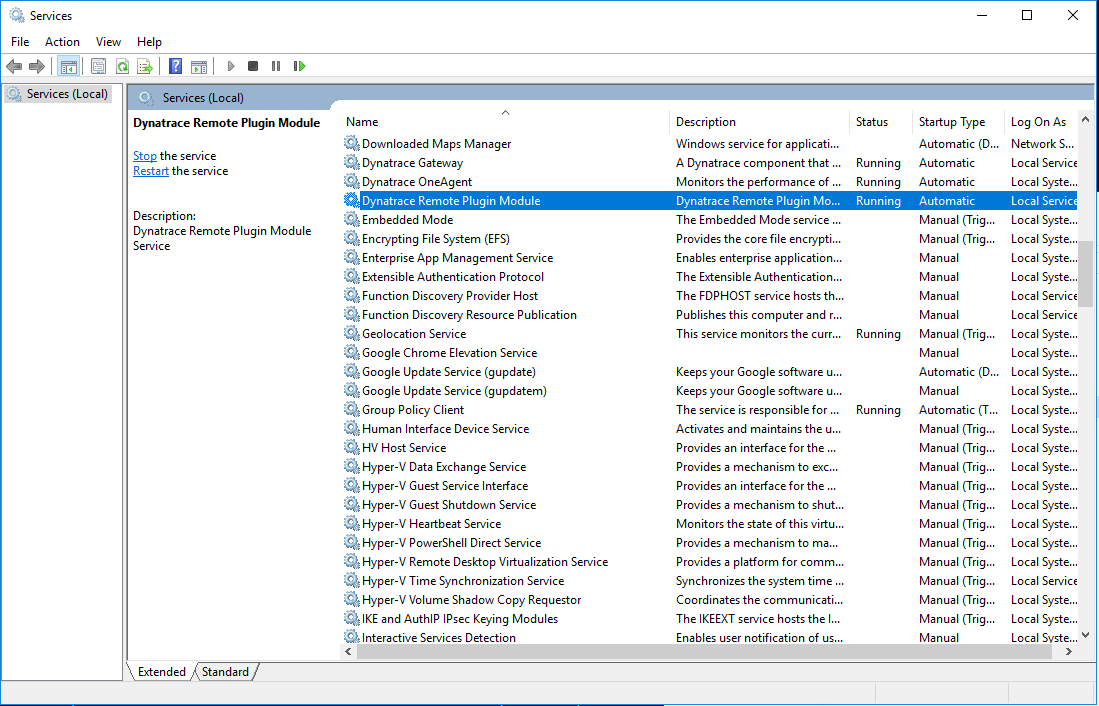 Services
File Action View Help
Services (Local)
Services (Local)
Dynatrace Remote Plugin Module
Stop the service
Restart the service
Description:
Dynatrace Remote Plugin Module
Service
Name Description Status Startup Type Log On As
Downloaded Maps Manager Windows service for applicati... Automatic (D... Network S...
Dynatrace Gateway A Dynatrace component that ... Running Automatic Local Service
Dynatrace OneAgent Monitors the performance of ... Running Automatic Local Syste...
Dynatrace Remote Plugin Module Dynatrace Remote Plugin Mo... Running Automatic Local Service
Embedded Mode The Embedded Mode service ... Manual (Trig... Local Syste...
Encrypting File System (EFS) Provides the core file encrypti... Manual (Trig... Local Syste...
Enterprise App Management Service Enables enterprise application... Manual Local Syste...
Extensible Authentication Protocol The Extensible Authentication... Manual Local Syste...
Function Discovery Provider Host The FDPHOST service hosts th... Manual Local Service
Function Discovery Resource Publication Publishes this computer and r... Manual Local Service
Geolocation Service This service monitors the curr... Running Manual (Trig... Local Syste...
Google Chrome Elevation Service Manual Local Syste...
Google Update Service (gupdate) Keeps your Google software u... Automatic (D... Local Syste...
Google Update Service (gupdatem) Keeps your Google software u... Manual Local Syste...
Group Policy Client The service is responsible for ... Running Automatic (T... Local Syste...
Human Interface Device Service Activates and maintains the u... Manual (Trig... Local Syste...
HV Host Service Provides an interface for the ... Manual (Trig... Local Syste...
Hyper-V Data Exchange Service Provides a mechanism to exc... Manual (Trig... Local Syste...
Hyper-V Guest Service Interface Provides an interface for the ... Manual (Trig... Local Syste...
Hyper-V Guest Shutdown Service Provides a mechanism to shut... Manual (Trig... Local Syste...
Hyper-V Heartbeat Service Monitors the state of this virtu... Manual (Trig... Local Syste...
Hyper-V PowerShell Direct Service Provides a mechanism to ma... Manual (Trig... Local Syste...
Hyper-V Remote Desktop Virtualization Service Provides a platform for comm... Manual (Trig... Local Syste...
Hyper-V Time Synchronization Service Synchronizes the system time ... Manual (Trig... Local Service
Hyper-V Volume Shadow Copy Requestor Coordinates the communicati... Manual (Trig... Local Syste...
IKE and AuthIP IPsec Keying Modules The IKEEXT service hosts the I... Manual (Trig... Local Syste...
Interactive Services Detection Enables user notification of us... Manual Local Syste...
Extended Standard